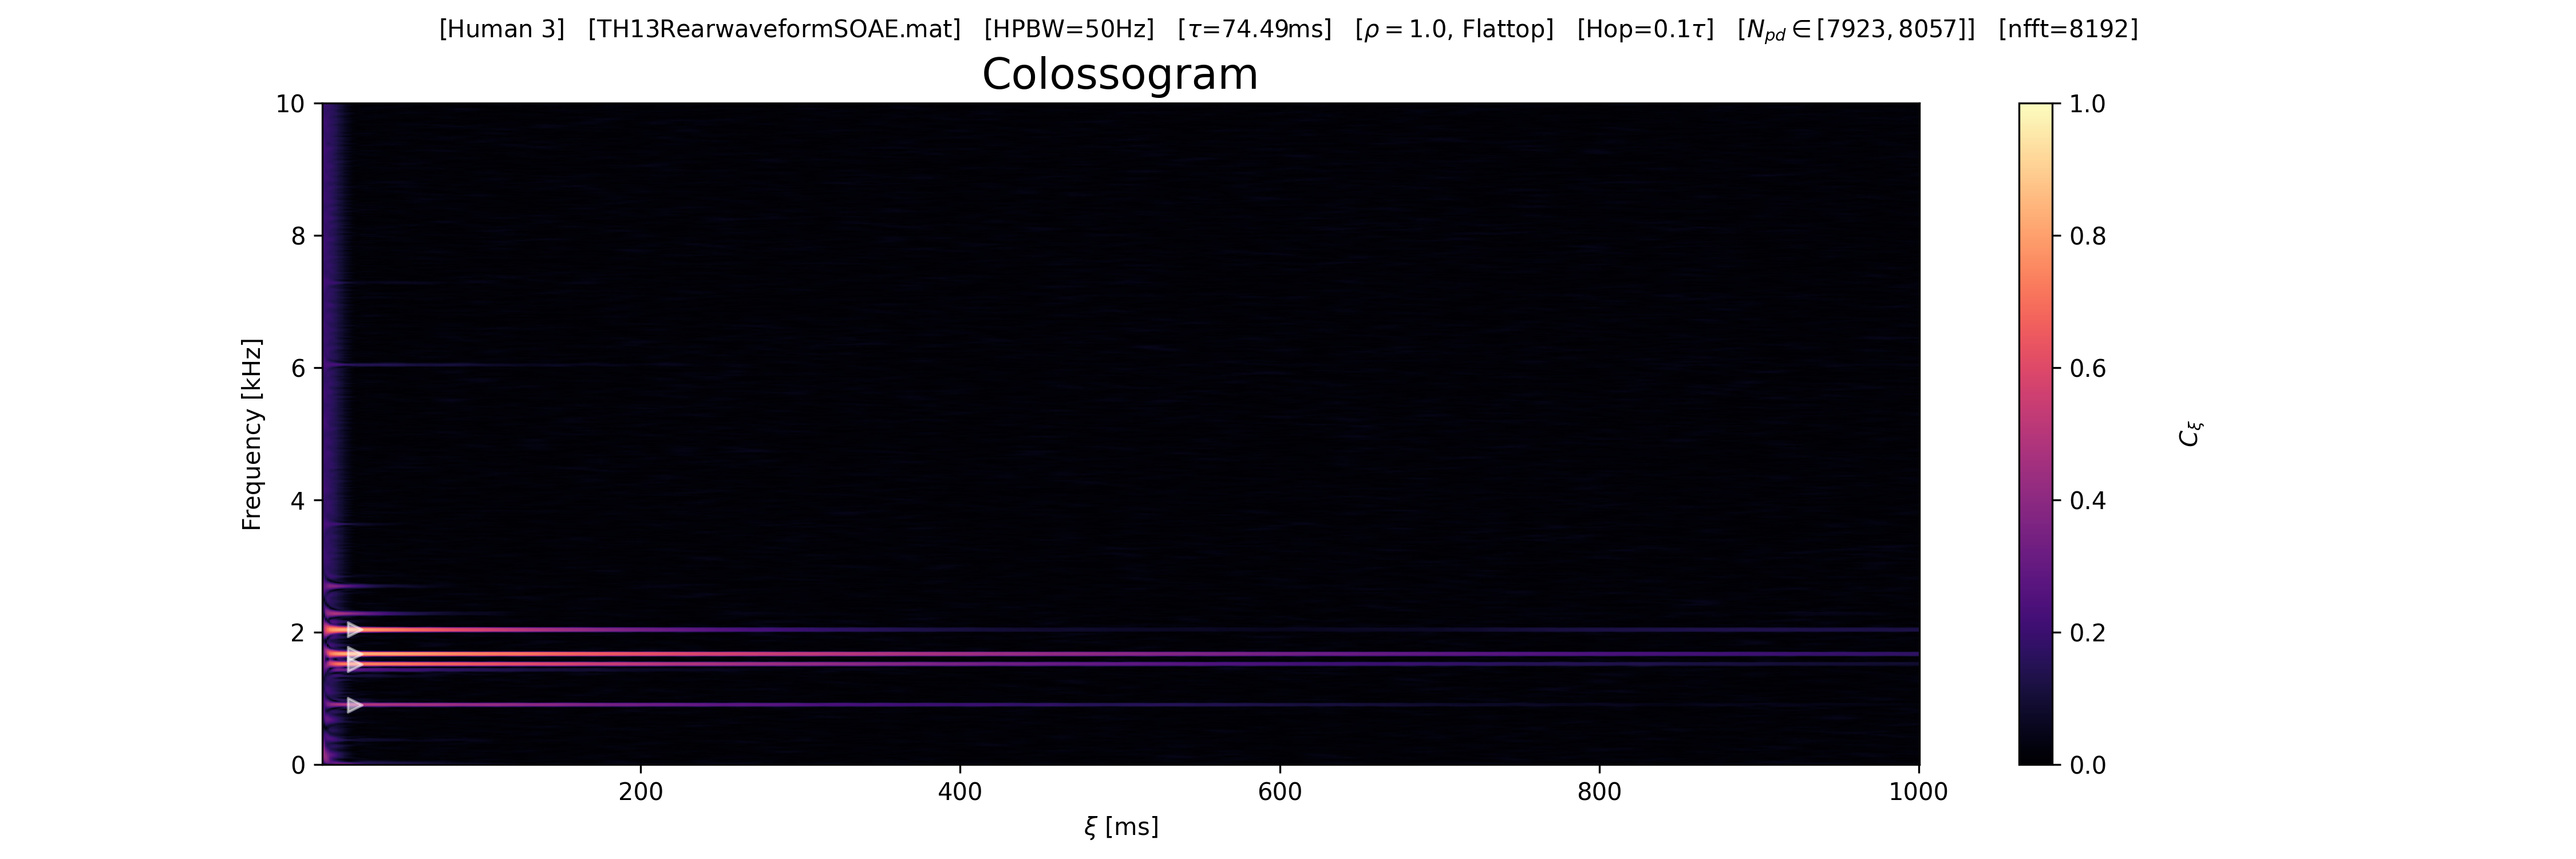 [Human 3] [TH13RearwaveformSOAE.mat] [HPBW=50Hz] [τ=74.49ms] [ρ = 1.0, Flattop] [Hop=0.1τ] [N_pd ∈ [7923, 8057]] [nfft=8192]
Colossogram
Frequency [kHz]
10
8
6
4
2
0
200 400 600 800 1000
ξ [ms]
1.0
0.8
0.6
0.4
0.2
0.0
C_ξ